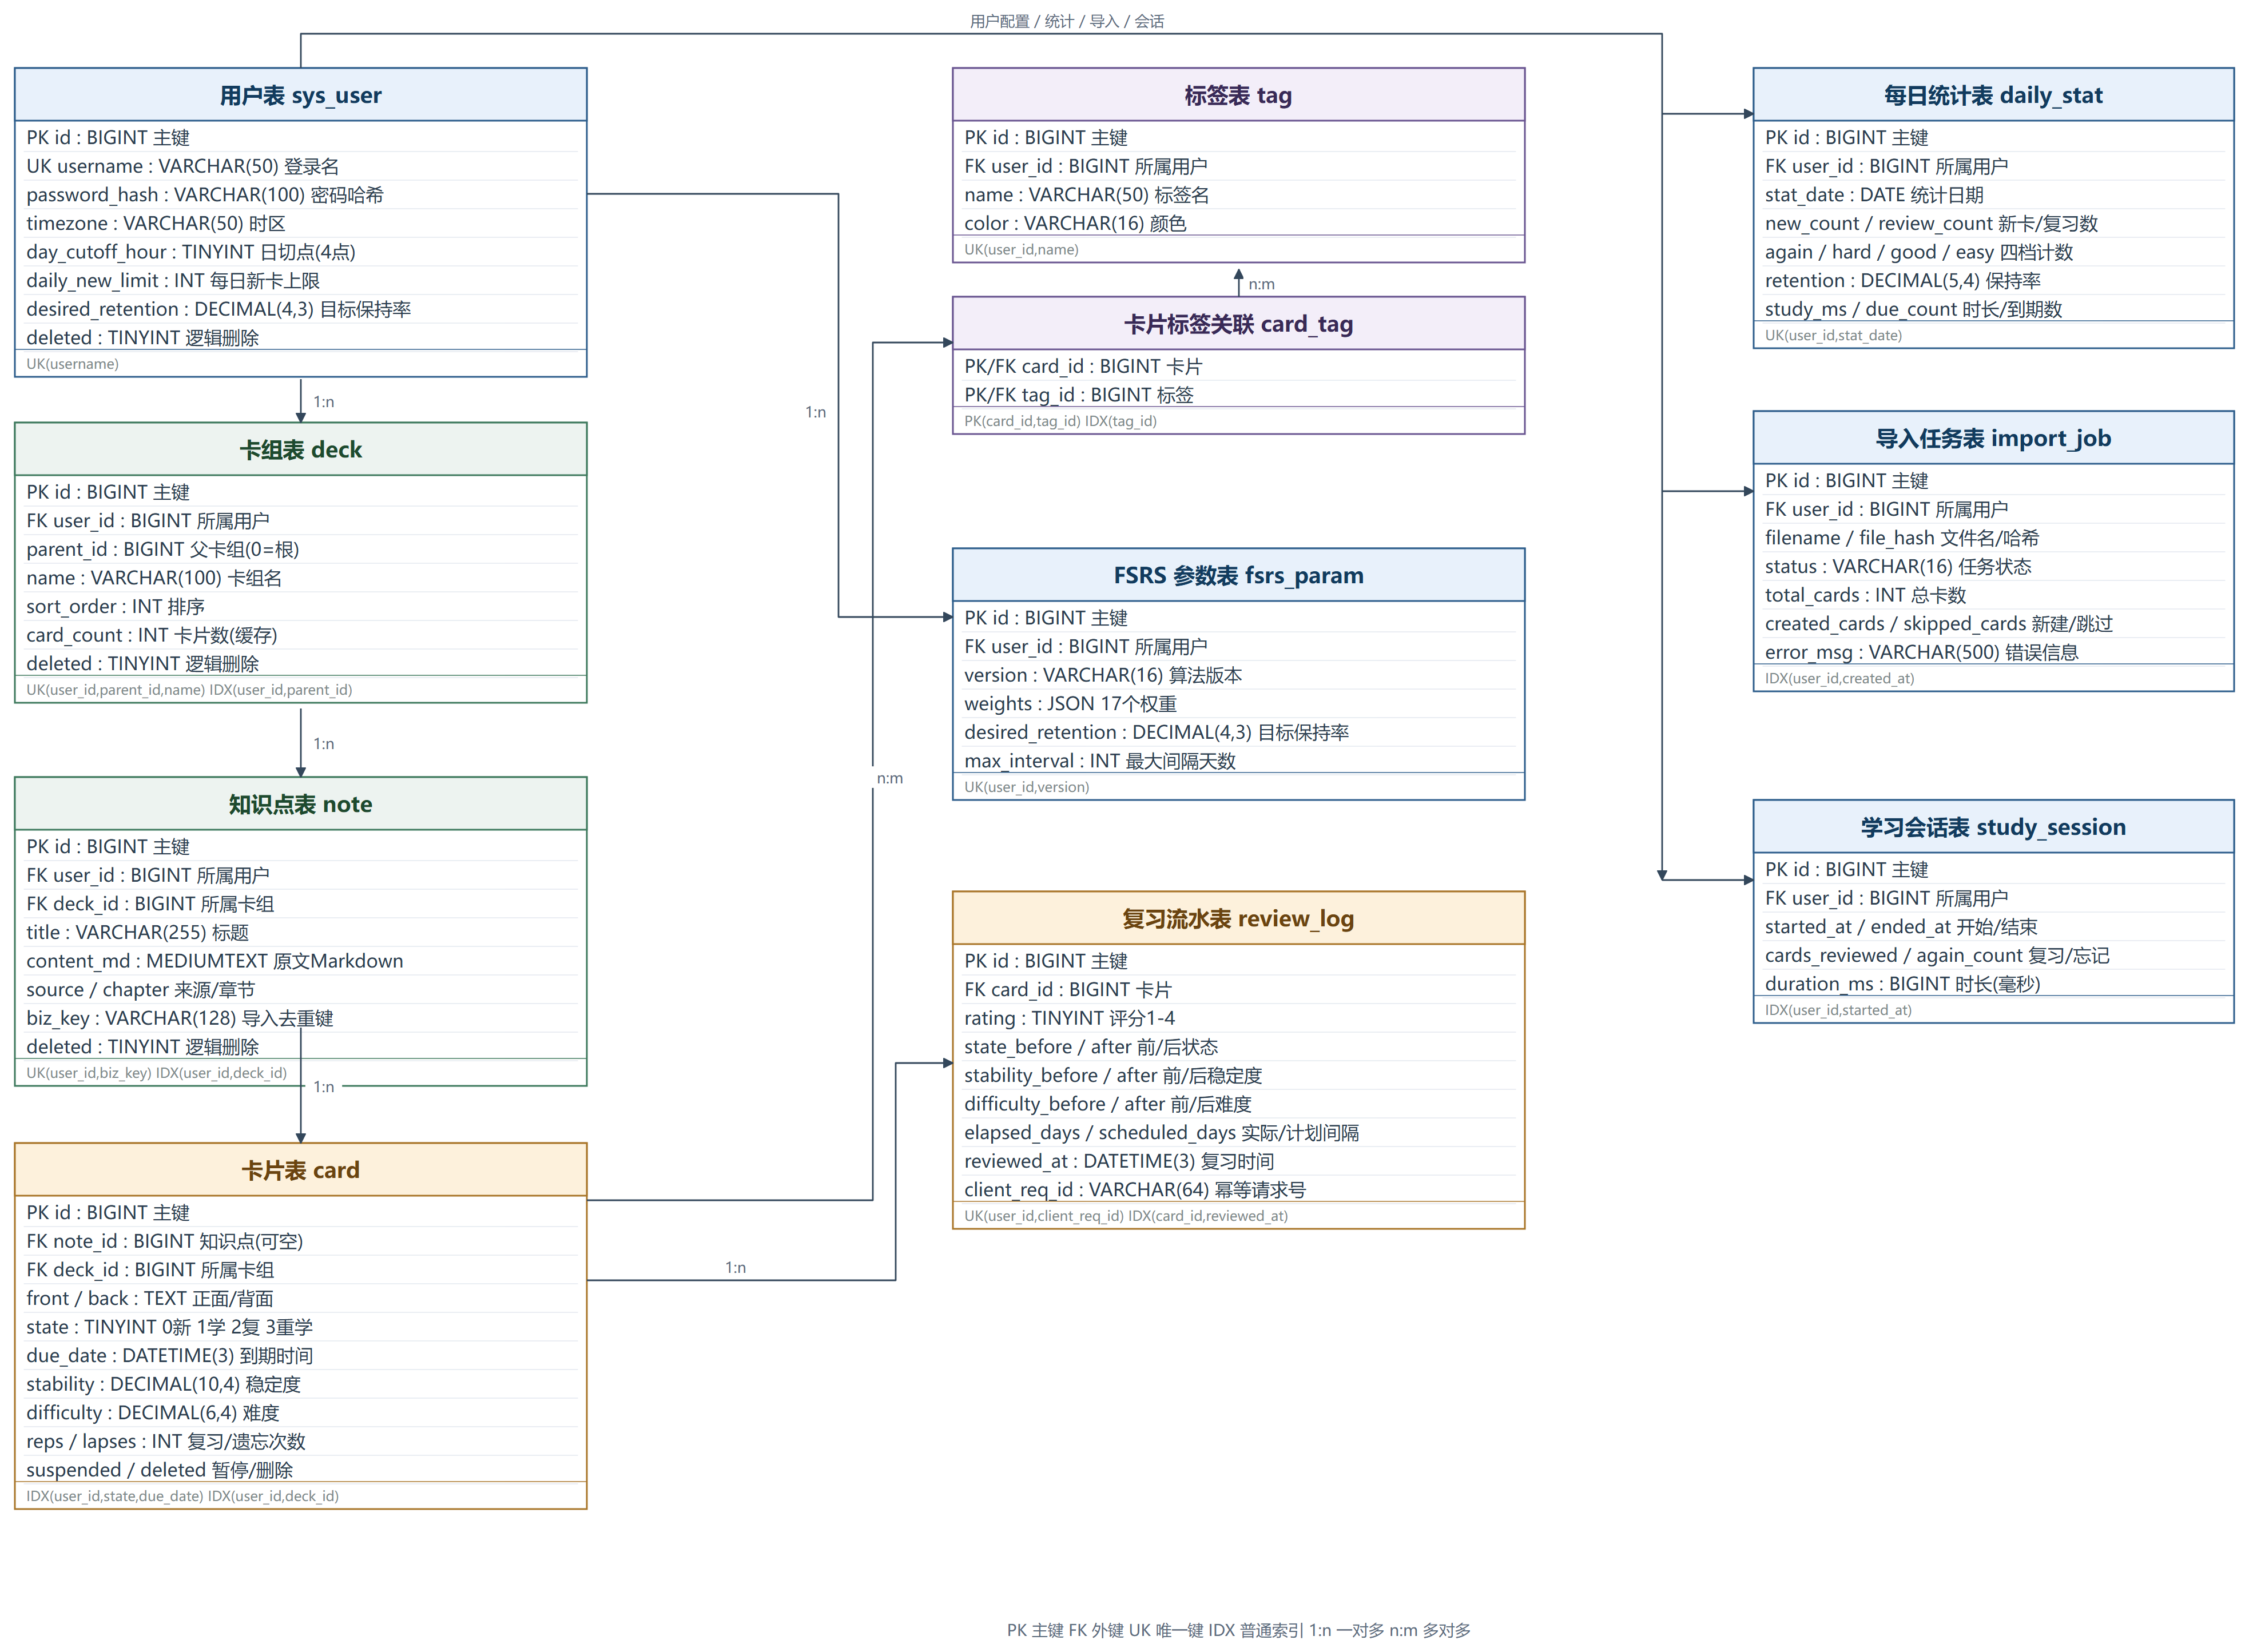 用户配置 / 统计 / 导入 / 会话
用户表 sys_user
PK id : BIGINT 主键
UK username : VARCHAR(50) 登录名
password_hash : VARCHAR(100) 密码哈希
timezone : VARCHAR(50) 时区
day_cutoff_hour : TINYINT 日切点(4点)
daily_new_limit : INT 每日新卡上限
desired_retention : DECIMAL(4,3) 目标保持率
deleted : TINYINT 逻辑删除
UK(username)
1:n
卡组表 deck
PK id : BIGINT 主键
FK user_id : BIGINT 所属用户
parent_id : BIGINT 父卡组(0=根)
name : VARCHAR(100) 卡组名
sort_order : INT 排序
card_count : INT 卡片数(缓存)
deleted : TINYINT 逻辑删除
UK(user_id,parent_id,name) IDX(user_id,parent_id)
1:n
知识点表 note
PK id : BIGINT 主键
FK user_id : BIGINT 所属用户
FK deck_id : BIGINT 所属卡组
title : VARCHAR(255) 标题
content_md : MEDIUMTEXT 原文Markdown
source / chapter 来源/章节
biz_key : VARCHAR(128) 导入去重键
deleted : TINYINT 逻辑删除
UK(user_id,biz_key) IDX(user_id,deck_id)
1:n
卡片表 card
PK id : BIGINT 主键
FK note_id : BIGINT 知识点(可空)
FK deck_id : BIGINT 所属卡组
front / back : TEXT 正面/背面
state : TINYINT 0新 1学 2复 3重学
due_date : DATETIME(3) 到期时间
stability : DECIMAL(10,4) 稳定度
difficulty : DECIMAL(6,4) 难度
reps / lapses : INT 复习/遗忘次数
suspended / deleted 暂停/删除
IDX(user_id,state,due_date) IDX(user_id,deck_id)
1:n
n:m
1:n
标签表 tag
PK id : BIGINT 主键
FK user_id : BIGINT 所属用户
name : VARCHAR(50) 标签名
color : VARCHAR(16) 颜色
UK(user_id,name)
n:m
卡片标签关联 card_tag
PK/FK card_id : BIGINT 卡片
PK/FK tag_id : BIGINT 标签
PK(card_id,tag_id) IDX(tag_id)
FSRS 参数表 fsrs_param
PK id : BIGINT 主键
FK user_id : BIGINT 所属用户
version : VARCHAR(16) 算法版本
weights : JSON 17个权重
desired_retention : DECIMAL(4,3) 目标保持率
max_interval : INT 最大间隔天数
UK(user_id,version)
复习流水表 review_log
PK id : BIGINT 主键
FK card_id : BIGINT 卡片
rating : TINYINT 评分1-4
state_before / after 前/后状态
stability_before / after 前/后稳定度
difficulty_before / after 前/后难度
elapsed_days / scheduled_days 实际/计划间隔
reviewed_at : DATETIME(3) 复习时间
client_req_id : VARCHAR(64) 幂等请求号
UK(user_id,client_req_id) IDX(card_id,reviewed_at)
每日统计表 daily_stat
PK id : BIGINT 主键
FK user_id : BIGINT 所属用户
stat_date : DATE 统计日期
new_count / review_count 新卡/复习数
again / hard / good / easy 四档计数
retention : DECIMAL(5,4) 保持率
study_ms / due_count 时长/到期数
UK(user_id,stat_date)
导入任务表 import_job
PK id : BIGINT 主键
FK user_id : BIGINT 所属用户
filename / file_hash 文件名/哈希
status : VARCHAR(16) 任务状态
total_cards : INT 总卡数
created_cards / skipped_cards 新建/跳过
error_msg : VARCHAR(500) 错误信息
IDX(user_id,created_at)
学习会话表 study_session
PK id : BIGINT 主键
FK user_id : BIGINT 所属用户
started_at / ended_at 开始/结束
cards_reviewed / again_count 复习/忘记
duration_ms : BIGINT 时长(毫秒)
IDX(user_id,started_at)
PK 主键 FK 外键 UK 唯一键 IDX 普通索引 1:n 一对多 n:m 多对多